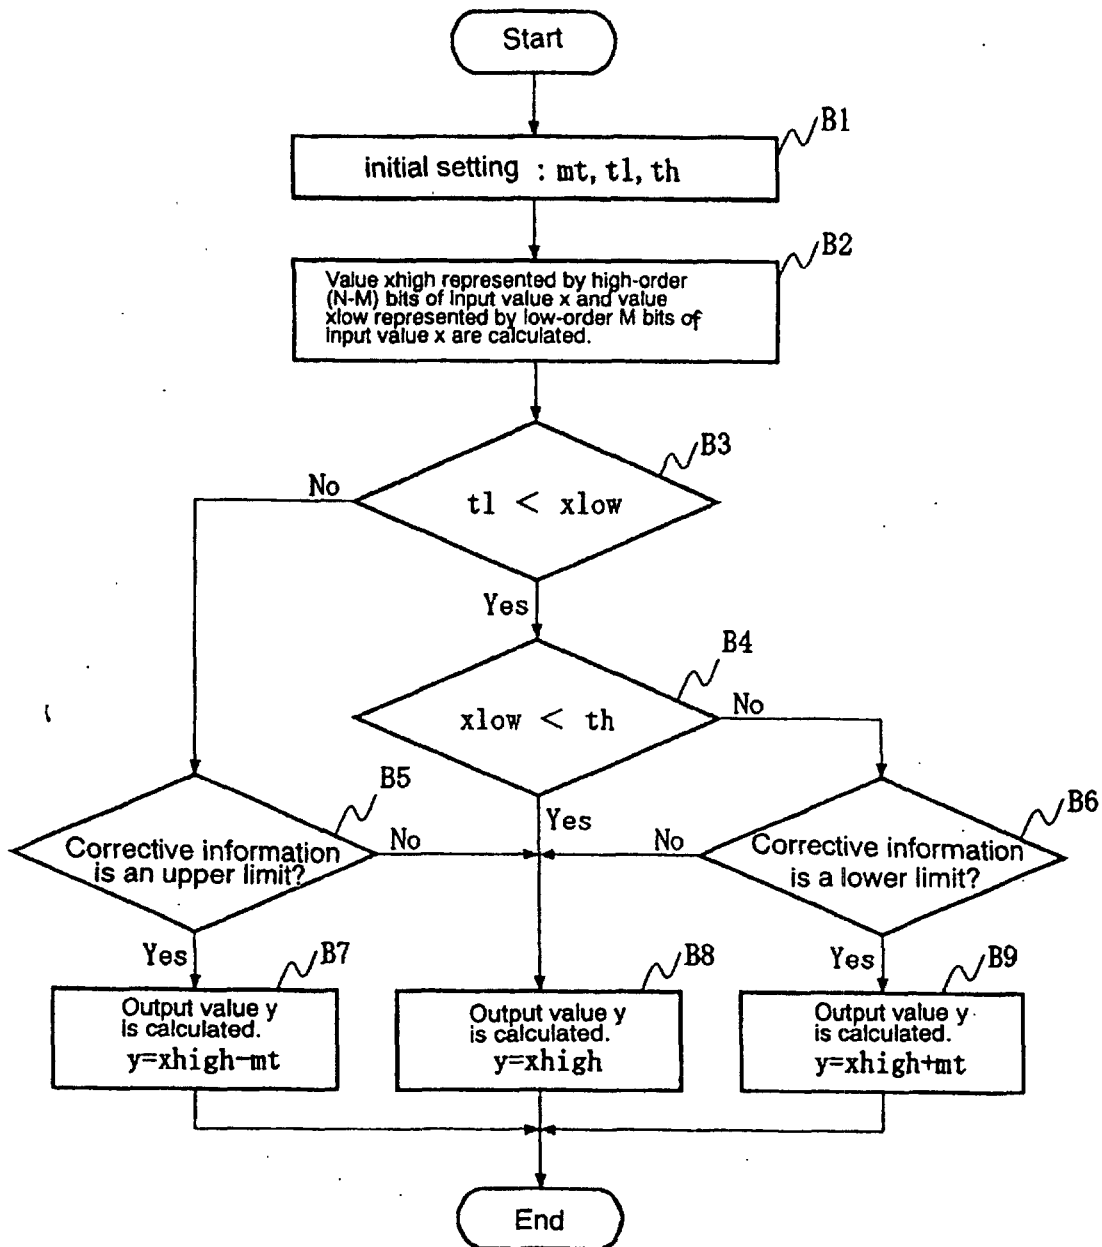 Start
B1
initial setting : mt, tl, th
B2
Value xhigh represented by high-order
(N-M) bits of input value x and value
xlow represented by low-order M bits of
input value x are calculated.
B3
No
tl < xlow
Yes
B4
No
xlow < th
B5
Yes
B6
No
No
Corrective information
is an upper limit?
Corrective information
is a lower limit?
Yes
B7
B8
Yes
B9
Output value y
is calculated.
y=xhigh-mt
Output value y
is calculated.
y=xhigh
Output value y
is calculated.
y=xhigh+mt
End